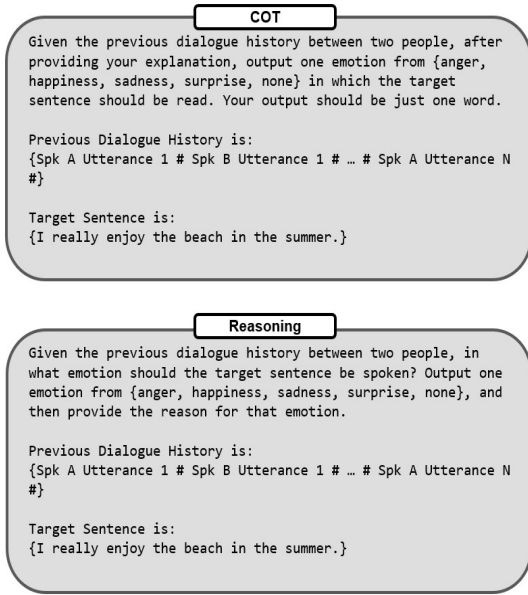 COT
Given the previous dialogue history between two people, after
providing your explanation, output one emotion from {anger,
happiness, sadness, surprise, none} in which the target
sentence should be read. Your output should be just one word.
Previous Dialogue History is:
{Spk A Utterance 1 # Spk B Utterance 1 # … # Spk A Utterance N
#}
Target Sentence is:
{I really enjoy the beach in the summer.}
Reasoning
Given the previous dialogue history between two people, in
what emotion should the target sentence be spoken? Output one
emotion from {anger, happiness, sadness, surprise, none}, and
then provide the reason for that emotion.
Previous Dialogue History is:
{Spk A Utterance 1 # Spk B Utterance 1 # … # Spk A Utterance N
#}
Target Sentence is:
{I really enjoy the beach in the summer.}